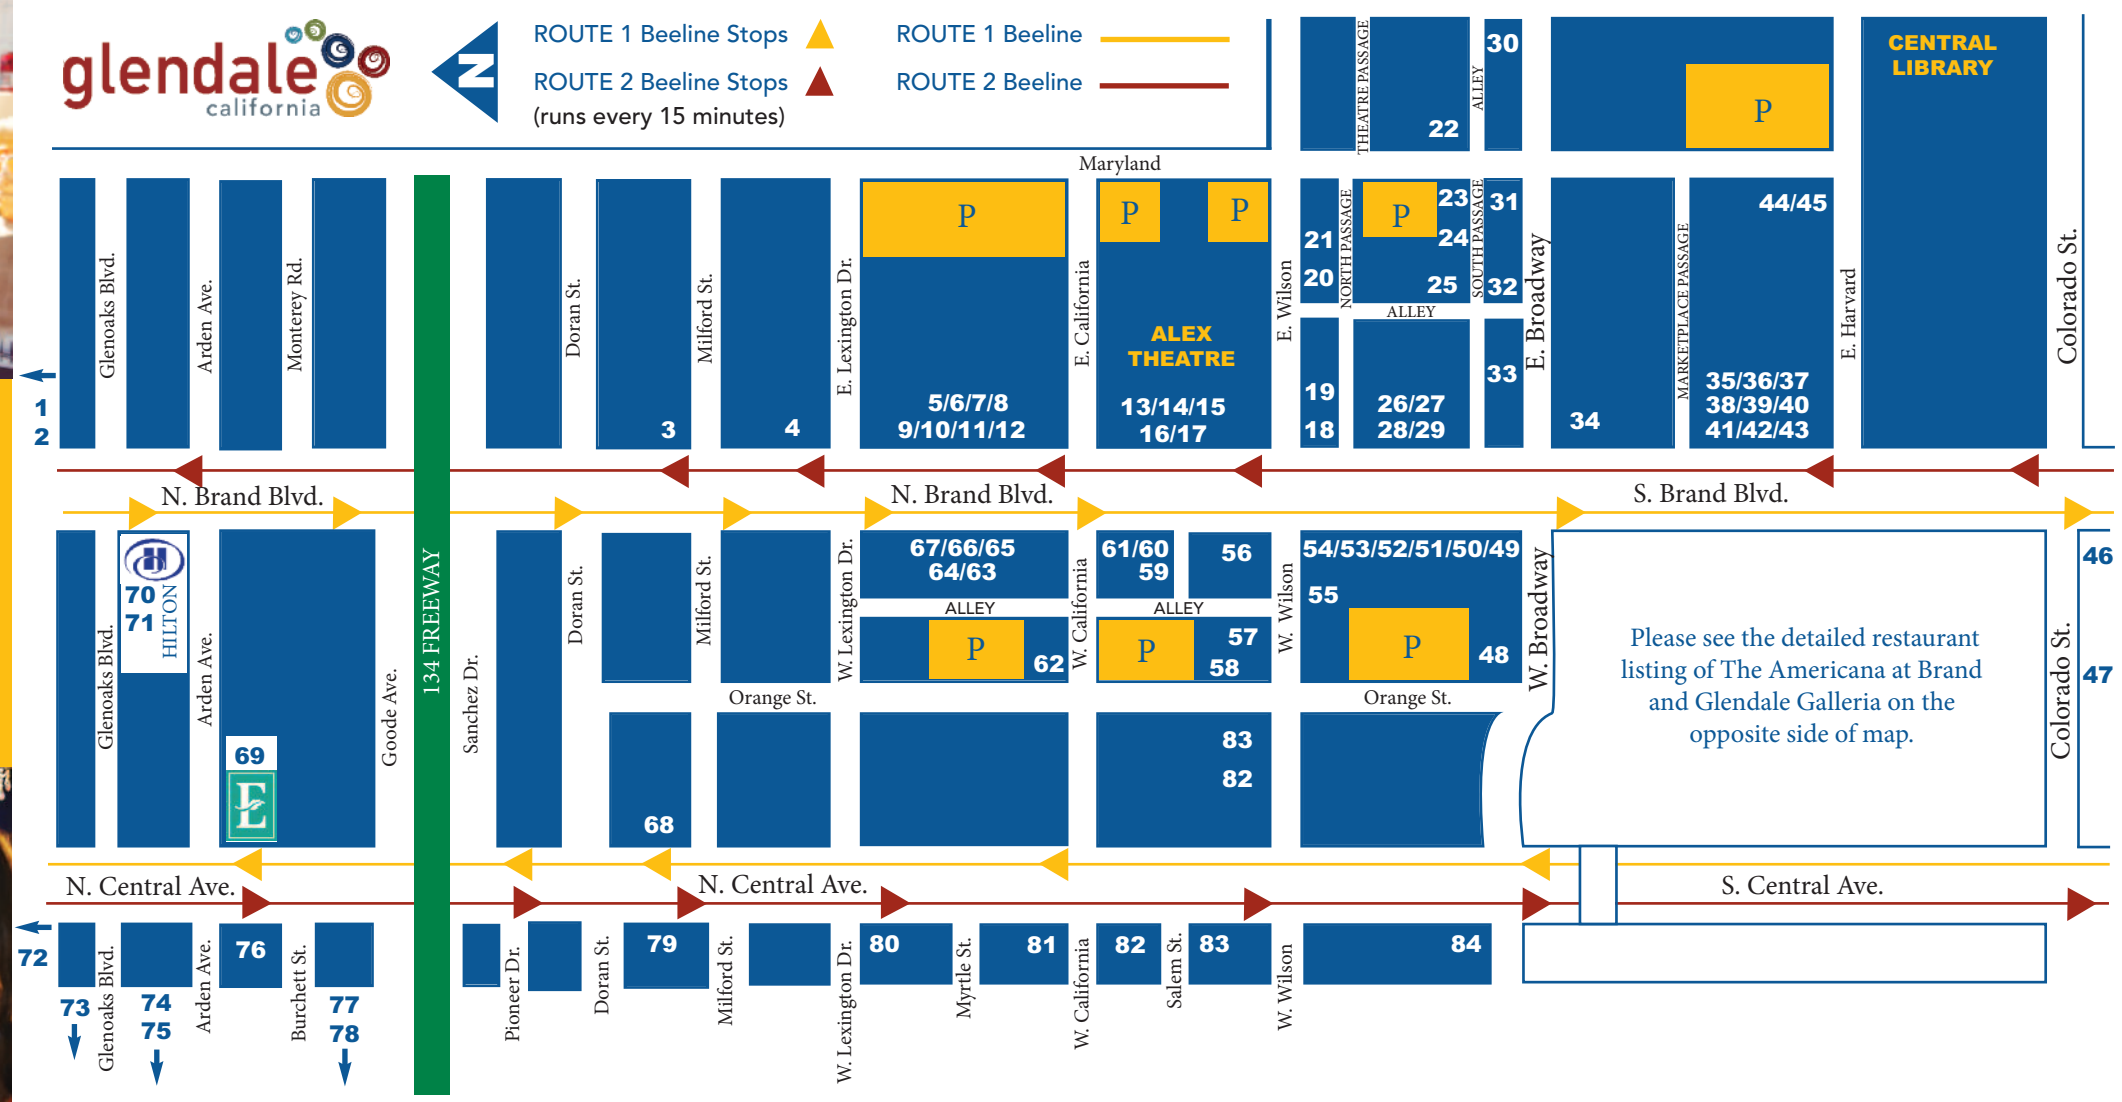 glendale
california
N
ROUTE 1 Beeline Stops
ROUTE 2 Beeline Stops
(runs every 15 minutes)
ROUTE 1 Beeline
ROUTE 2 Beeline
THEATRE PASSAGE
22
ALLEY
30
P
CENTRAL
LIBRARY
Maryland
Glenoaks Blvd.
Arden Ave.
Monterey Rd.
Doran St.
Milford St.
E. Lexington Dr.
P
E. California
P
P
E. Wilson
21
20
NORTH PASSAGE
P
23
24
25
SOUTH PASSAGE
31
32
E. Broadway
MARKETPLACE PASSAGE
44/45
E. Harvard
Colorado St.
ALLEY
1
2
3
4
5/6/7/8
9/10/11/12
ALEX
THEATRE
13/14/15
16/17
19
18
26/27
28/29
33
34
35/36/37
38/39/40
41/42/43
N. Brand Blvd.
N. Brand Blvd.
S. Brand Blvd.
134 FREEWAY
Glenoaks Blvd.
70
71
HILTON
Arden Ave.
69
E
Goode Ave.
Sanchez Dr.
Doran St.
Milford St.
W. Lexington Dr.
67/66/65
64/63
ALLEY
P
62
W. California
61/60
59
56
ALLEY
P
57
58
W. Wilson
54/53/52/51/50/49
55
P
48
W. Broadway
Please see the detailed restaurant
listing of The Americana at Brand
and Glendale Galleria on the
opposite side of map.
Colorado St.
46
47
Orange St.
Orange St.
68
83
82
N. Central Ave.
N. Central Ave.
S. Central Ave.
72
73
Glenoaks Blvd.
74
75
Arden Ave.
76
Burchett St.
77
78
Pioneer Dr.
Doran St.
79
Milford St.
W. Lexington Dr.
80
Myrtle St.
81
W. California
82
Salem St.
83
W. Wilson
84